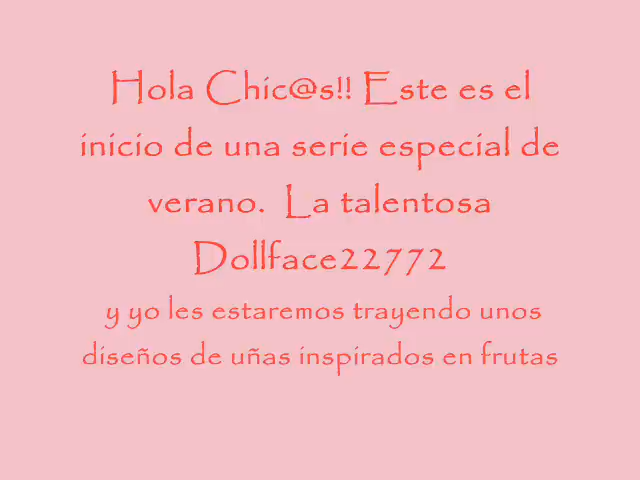 Hola Chic@s!! Este es el
inicio de una serie especial de
verano. La talentosa
Dollface22772
y yo les estaremos trayendo unos
diseños de uñas inspirados en frutas